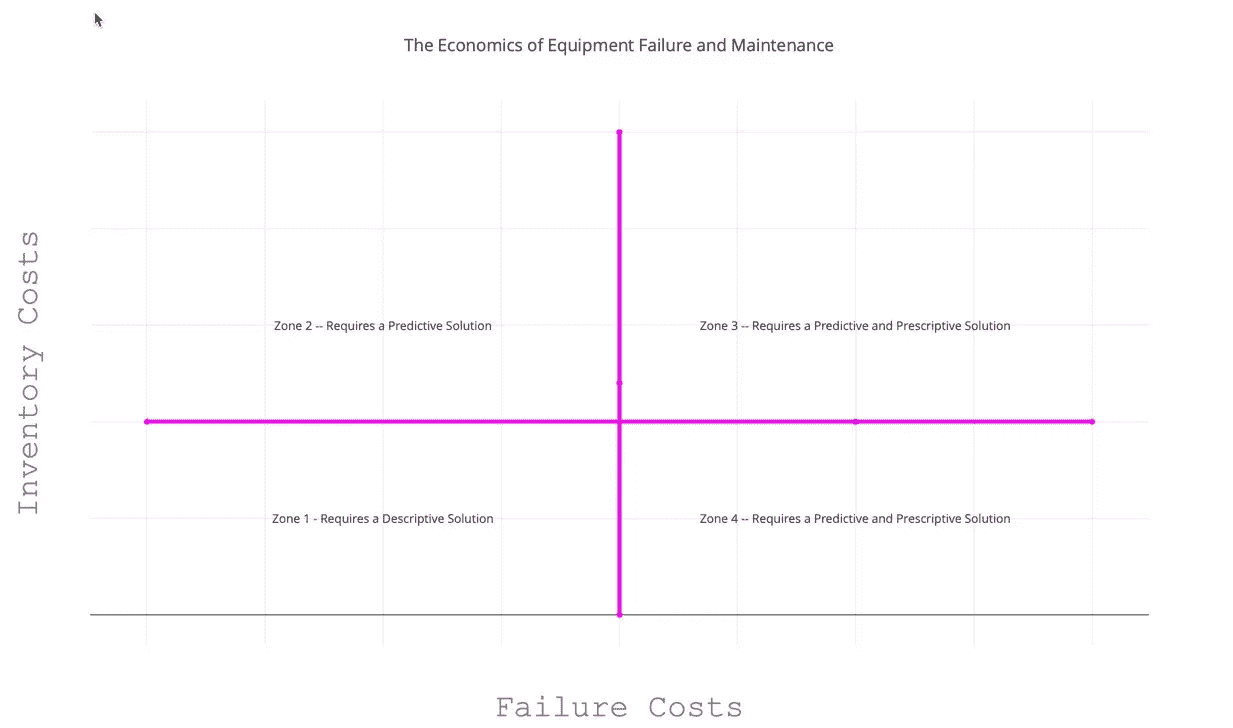 The Economics of Equipment Failure and Maintenance
Inventory Costs
Zone 2 -- Requires a Predictive Solution
Zone 3 -- Requires a Predictive and Prescriptive Solution
Zone 1 - Requires a Descriptive Solution
Zone 4 -- Requires a Predictive and Prescriptive Solution
Failure Costs